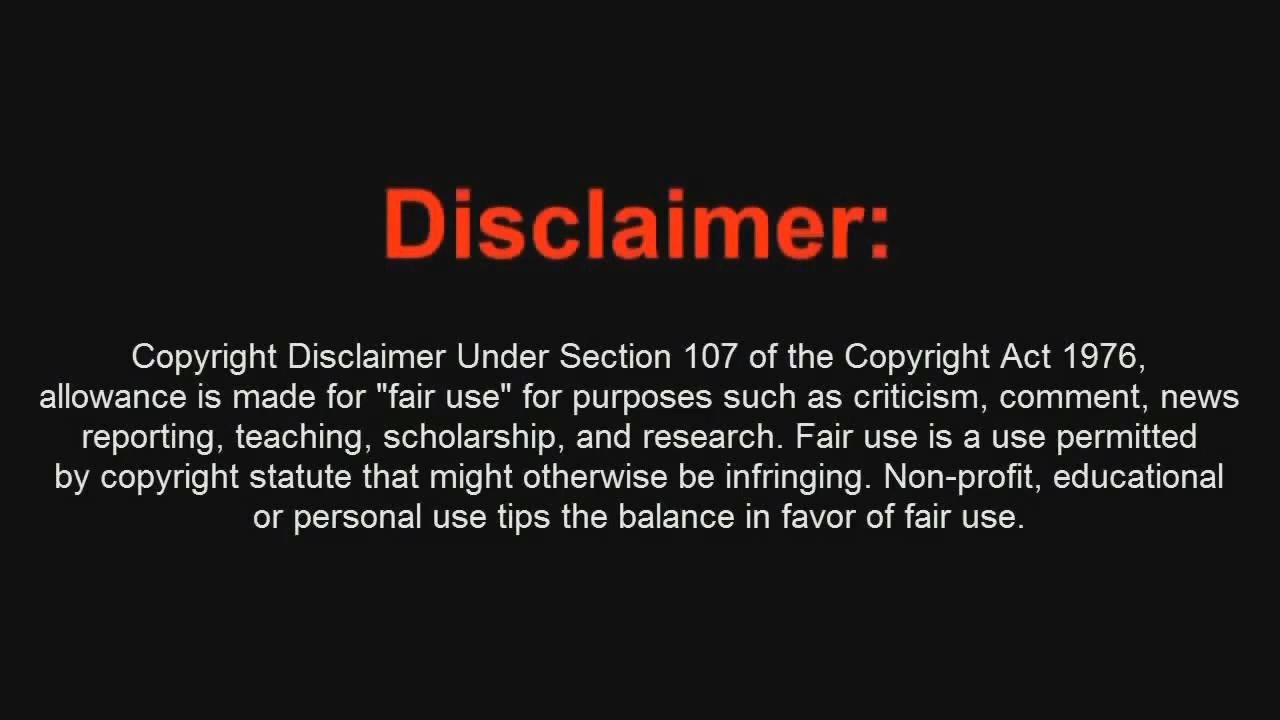 Disclaimer:
Copyright Disclaimer Under Section 107 of the Copyright Act 1976,
allowance is made for "fair use" for purposes such as criticism, comment, news
reporting, teaching, scholarship, and research. Fair use is a use permitted
by copyright statute that might otherwise be infringing. Non-profit, educational
or personal use tips the balance in favor of fair use.